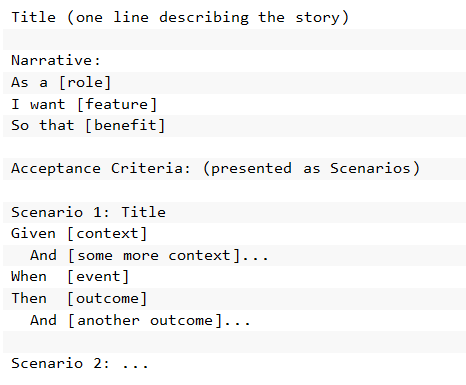 Title (one line describing the story)
Narrative:
As a [role]
I want [feature]
So that [benefit]
Acceptance Criteria: (presented as Scenarios)
Scenario 1: Title
Given [context]
  And [some more context]...
When  [event]
Then  [outcome]
  And [another outcome]...
Scenario 2: ...